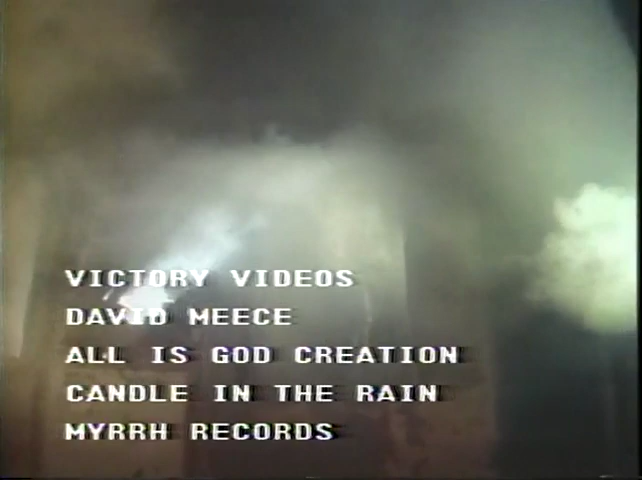 VICTORY VIDEOS
DAVID MEECE
ALL IS GOD CREATION
CANDLE IN THE RAIN
MYRRH RECORDS